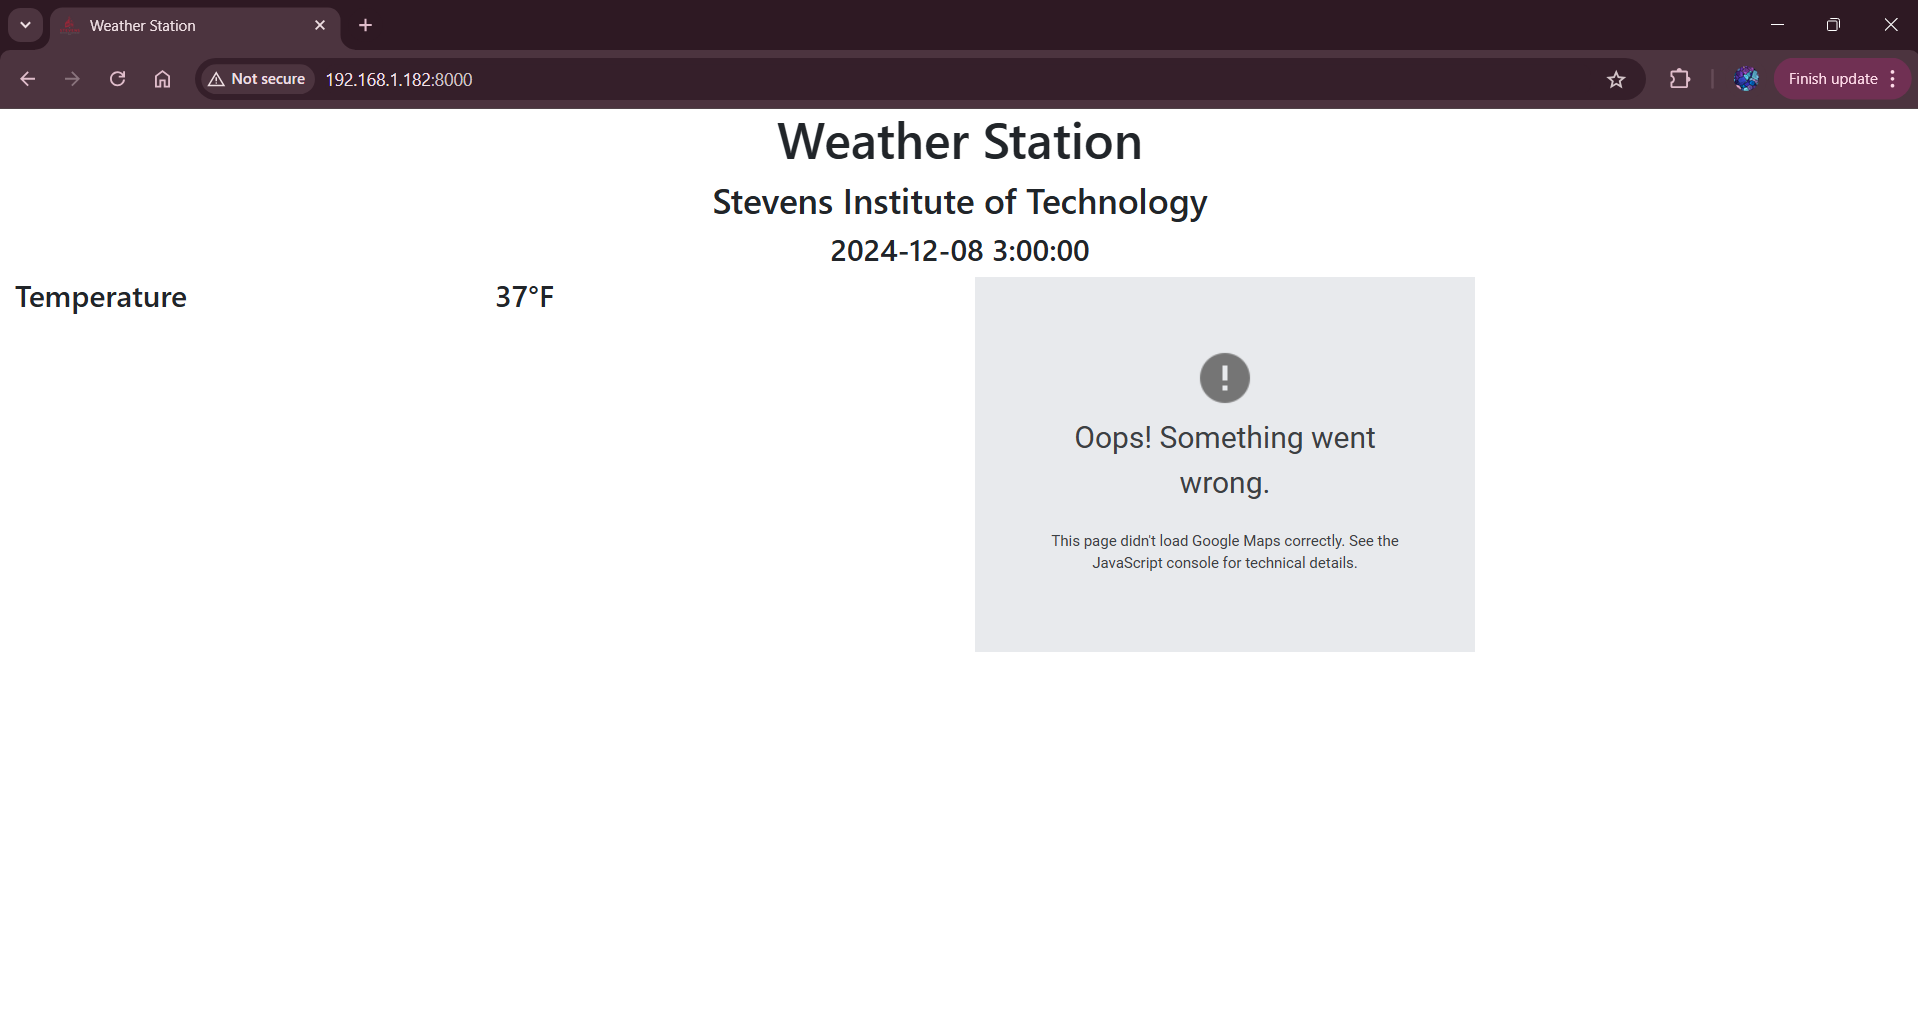 Weather Station
Not secure
192.168.1.182:8000
Finish update
Weather Station
Stevens Institute of Technology
2024-12-08 3:00:00
Temperature 37°F
Oops! Something went
wrong.
This page didn't load Google Maps correctly. See the
JavaScript console for technical details.